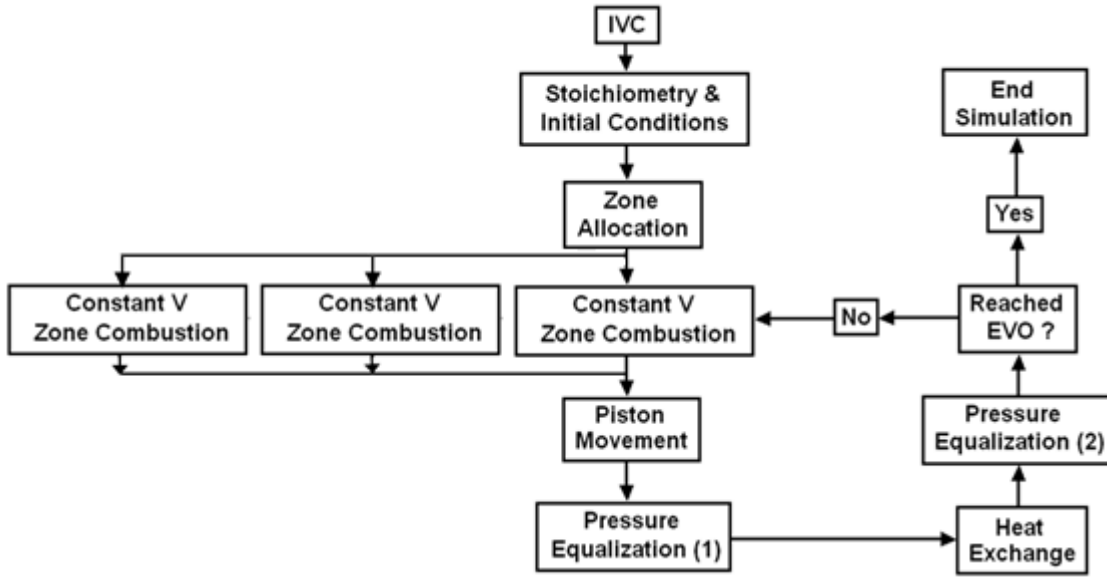 IVC
Stoichiometry &
Initial Conditions
End
Simulation
Zone
Allocation
Yes
Constant V
Zone Combustion
Constant V
Zone Combustion
Constant V
Zone Combustion
No
Reached
EVO ?
Piston
Movement
Pressure
Equalization (2)
Pressure
Equalization (1)
Heat
Exchange